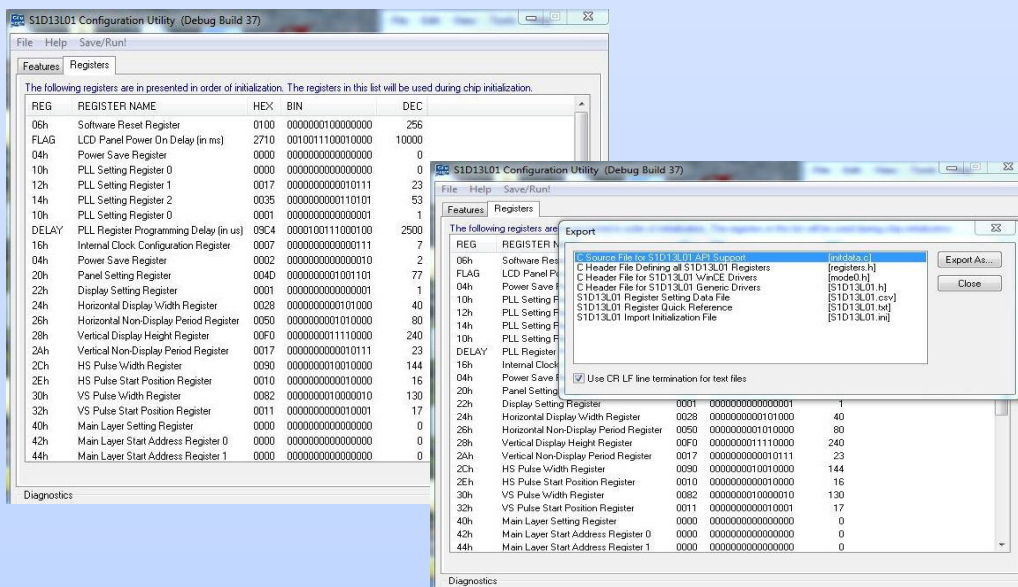 S1D13L01 Configuration Utility (Debug Build 37)
File Help Save/Run!
Features Registers
The following registers are in presented in order of initialization. The registers in this list will be used during chip initialization.
REG REGISTER NAME HEX BIN DEC
06h Software Reset Register 0100 0000000100000000 256
FLAG LCD Panel Power On Delay (in ms) 2710 0010011100010000 10000
04h Power Save Register 0000 0000000000000000 0
10h PLL Setting Register 0 0000 0000000000000000 0
12h PLL Setting Register 1 0017 0000000000010111 23
14h PLL Setting Register 2 0035 0000000000110101 53
10h PLL Setting Register 0 0001 0000000000000001 1
DELAY PLL Register Programming Delay (in us) 09C4 0000100111000100 2500
16h Internal Clock Configuration Register 0007 0000000000000111 7
04h Power Save Register 0002 0000000000000010 2
20h Panel Setting Register 004D 0000000001001101 77
22h Display Setting Register 0001 0000000000000001 1
24h Horizontal Display Width Register 0028 0000000000101000 40
26h Horizontal Non-Display Period Register 0050 0000000001010000 80
28h Vertical Display Height Register 00F0 0000000011110000 240
2Ah Vertical Non-Display Period Register 0017 0000000000010111 23
2Ch HS Pulse Width Register 0090 0000000010010000 144
2Eh HS Pulse Start Position Register 0010 0000000000010000 16
30h VS Pulse Width Register 0082 0000000010000010 130
32h VS Pulse Start Position Register 0011 0000000000010001 17
40h Main Layer Setting Register 0000 0000000000000000 0
42h Main Layer Start Address Register 0 0000 0000000000000000 0
44h Main Layer Start Address Register 1 0000 0000000000000000 0
Diagnostics
S1D13L01 Configuration Utility (Debug Build 37)
File Help Save/Run!
Features Registers
The following registers are
REG REGISTER N
06h Software Res
FLAG LCD Panel Po
04h Power Save F
10h PLL Setting F
12h PLL Setting F
14h PLL Setting F
10h PLL Setting F
DELAY PLL Register
16h Internal Clock
04h Power Save F
20h Panel Setting
22h Display Setting Register 0001 0000000000000001 1
24h Horizontal Display Width Register 0028 0000000000101000 40
26h Horizontal Non-Display Period Register 0050 0000000001010000 80
28h Vertical Display Height Register 00F0 0000000011110000 240
2Ah Vertical Non-Display Period Register 0017 0000000000010111 23
2Ch HS Pulse Width Register 0090 0000000010010000 144
2Eh HS Pulse Start Position Register 0010 0000000000010000 16
30h VS Pulse Width Register 0082 0000000010000010 130
32h VS Pulse Start Position Register 0011 0000000000010001 17
40h Main Layer Setting Register 0000 0000000000000000 0
42h Main Layer Start Address Register 0 0000 0000000000000000 0
44h Main Layer Start Address Register 1 0000 0000000000000000 0
Diagnostics
Export
C Source File for S1D13L01 API Support [initdata.c]
C Header File Defining all S1D13L01 Registers [registers.h]
C Header File for S1D13L01 WinCE Drivers [mode0.h]
C Header File for S1D13L01 Generic Drivers [S1D13L01.h]
S1D13L01 Register Setting Data File [S1D13L01.csv]
S1D13L01 Register Quick Reference [S1D13L01.txt]
S1D13L01 Import Initialization File [S1D13L01.ini]
Export As...
Close
Use CR LF line termination for text files